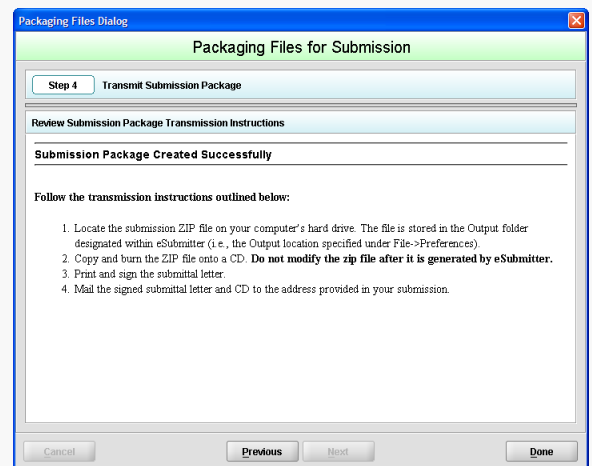 Packaging Files Dialog
Packaging Files for Submission
Step 4 Transmit Submission Package
Review Submission Package Transmission Instructions
Submission Package Created Successfully
Follow the transmission instructions outlined below:
1. Locate the submission ZIP file on your computer's hard drive. The file is stored in the Output folder
designated within eSubmitter (i.e., the Output location specified under File->Preferences).
2. Copy and burn the ZIP file onto a CD. Do not modify the zip file after it is generated by eSubmitter.
3. Print and sign the submittal letter.
4. Mail the signed submittal letter and CD to the address provided in your submission.
Cancel Previous Next Done